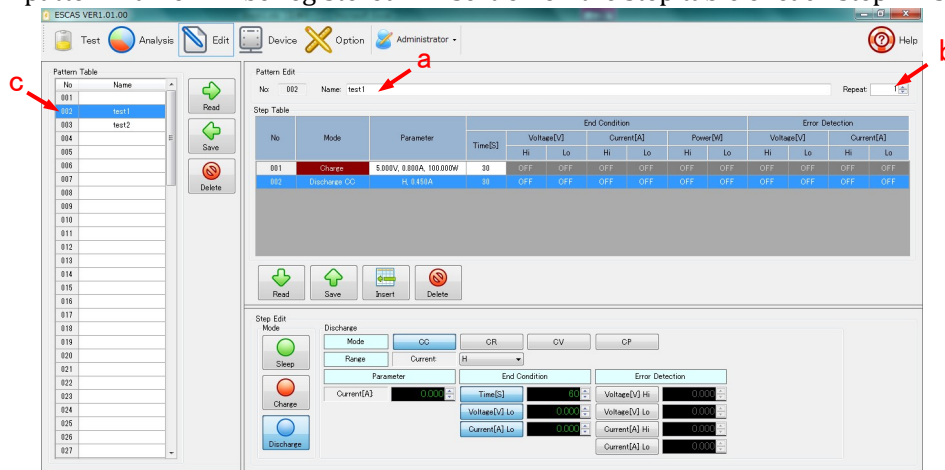 ESCAS VER1.01.00
Test Analysis Edit Device Option Administrator Help
a
b
c
Pattern Table
No Name
001
002 test1
003 test2
004
005
006
007
008
009
010
011
012
013
014
015
016
017
018
019
020
021
022
023
024
025
026
027
Read
Save
Delete
Pattern Edit
No: 002 Name: test1 Repeat: 1
Step Table
No Mode Parameter End Condition Error Detection
Time[S] Voltage[V] Current[A] Power[W] Voltage[V] Current[A]
Hi Lo Hi Lo Hi Lo Hi Lo Hi Lo
001 Charge 5.000V, 0.800A, 100.000W 30 OFF OFF OFF OFF OFF OFF OFF OFF OFF OFF
002 Discharge CC H, 0.450A 30 OFF OFF OFF OFF OFF OFF OFF OFF OFF OFF
Read Save Insert Delete
Step Edit
Mode
Sleep
Charge
Discharge
Discharge
Mode CC CR CV CP
Range Current: H
Parameter End Condition Error Detection
Current[A] 0.000 Time[S] 60 Voltage[V] Hi 0.000
Voltage[V] Lo 0.000 Voltage[V] Lo 0.000
Current[A] Lo 0.000 Current[A] Hi 0.000
Current[A] Lo 0.000